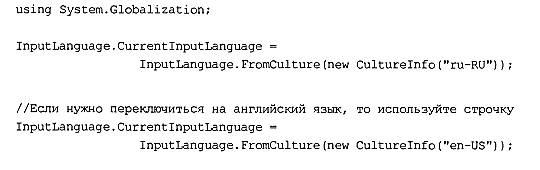 using System.Globalization;
InputLanguage.CurrentInputLanguage =
InputLanguage.FromCulture(new CultureInfo("ru-RU"));
//Если нужно переключиться на английский язык, то используйте строчку
InputLanguage.CurrentInputLanguage =
InputLanguage.FromCulture(new CultureInfo("en-US"));